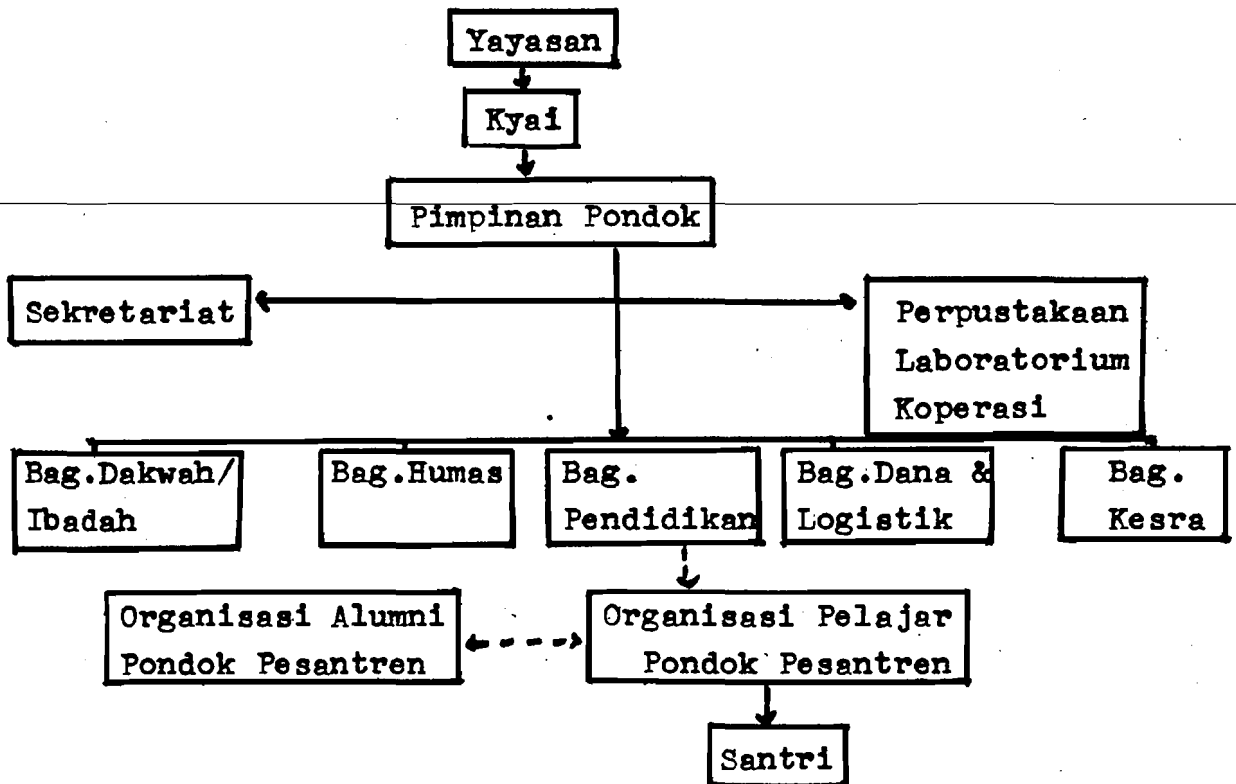 Yayasan
Kyai
Pimpinan Pondok
Sekretariat
Perpustakaan
Laboratorium
Koperasi
Bag.Dakwah/
Ibadah
Bag.Humas
Bag.
Pendidikan
Bag.Dana &
Logistik
Bag.
Kesra
Organisasi Alumni
Pondok Pesantren
Organisasi Pelajar
Pondok Pesantren
Santri